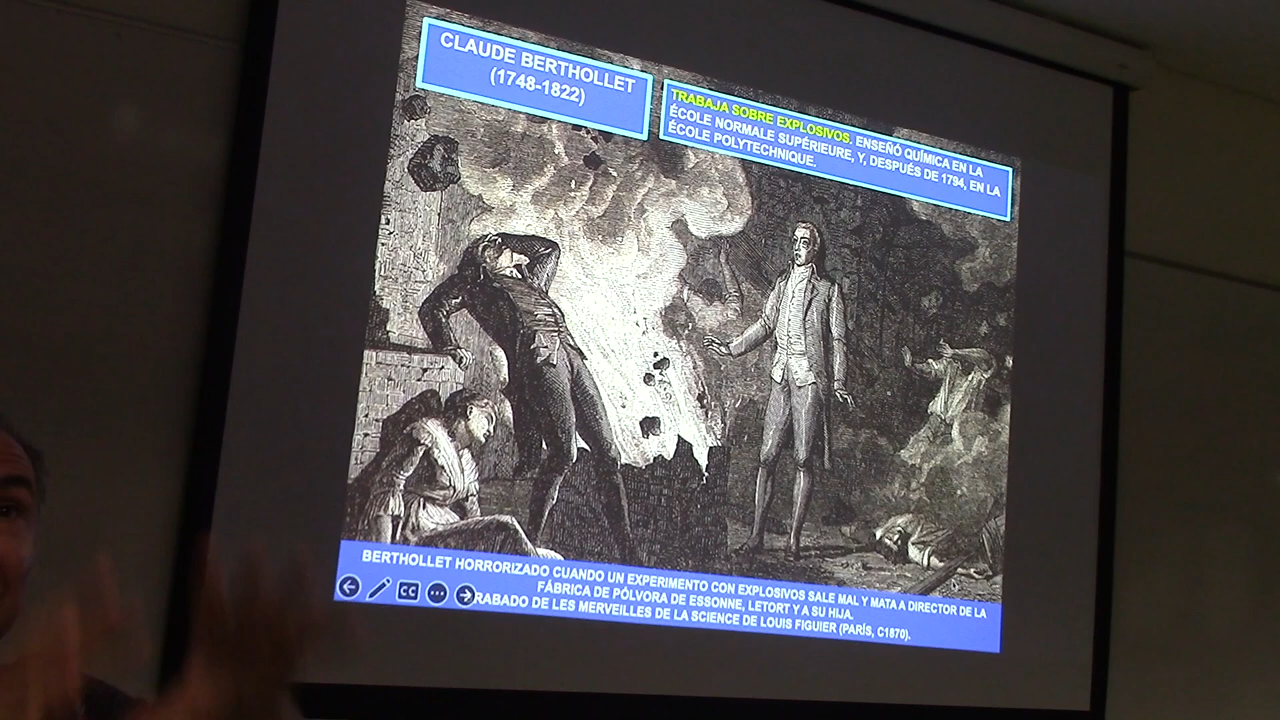 CLAUDE BERTHOLLET
(1748-1822)
TRABAJA SOBRE EXPLOSIVOS. ENSEÑÓ QUÍMICA EN LA
ÉCOLE NORMALE SUPÉRIEURE, Y, DESPUÉS DE 1794, EN LA
ÉCOLE POLYTECHNIQUE.
BERTHOLLET HORRORIZADO CUANDO UN EXPERIMENTO CON EXPLOSIVOS SALE MAL Y MATA A DIRECTOR DE LA
FÁBRICA DE PÓLVORA DE ESSONNE, LETORT Y A SU HIJA.
RABADO DE LES MERVEILLES DE LA SCIENCE DE LOUIS FIGUIER (PARÍS, C1870).
CC